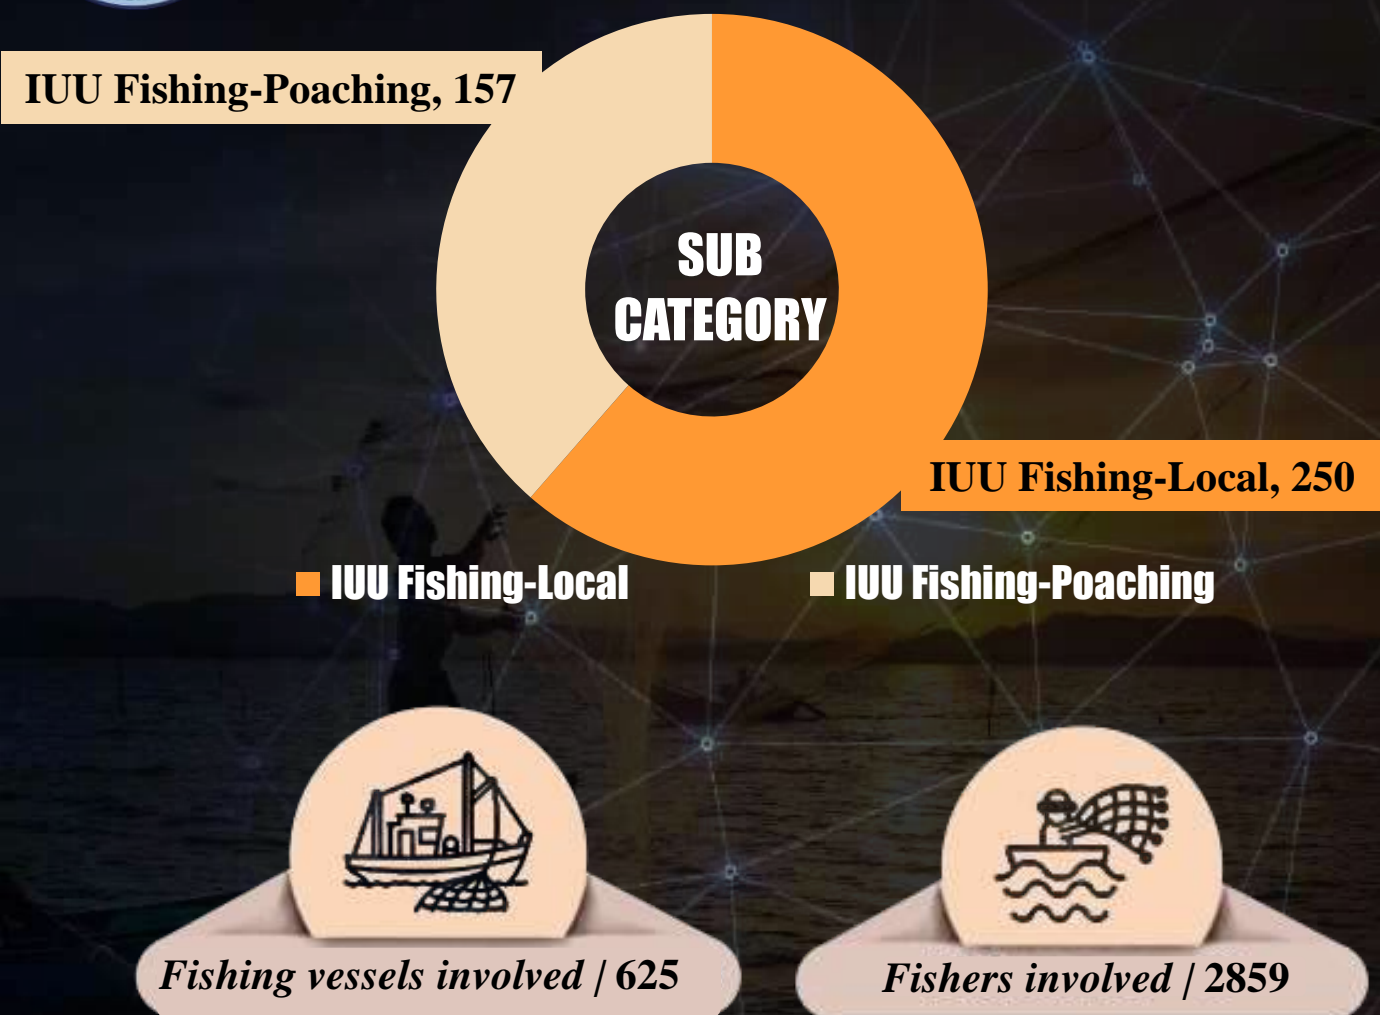 IUU Fishing-Poaching, 157
SUB
CATEGORY
IUU Fishing-Local, 250
IUU Fishing-Local
IUU Fishing-Poaching
Fishing vessels involved / 625
Fishers involved / 2859